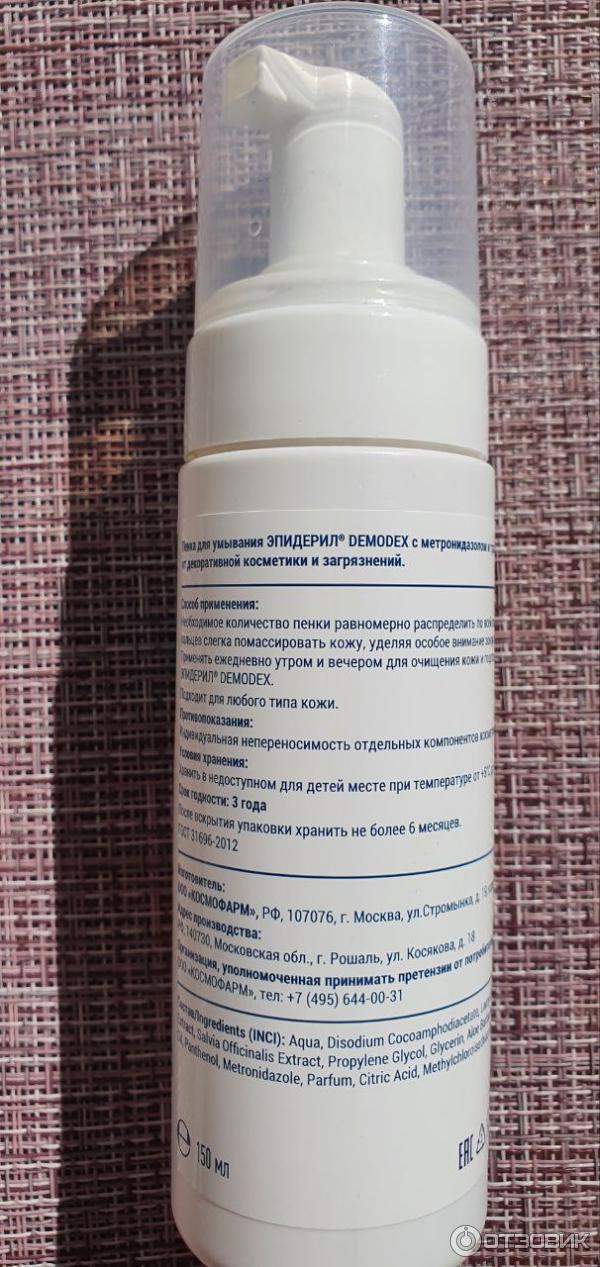 Пенка для умывания ЭПИДЕРИЛ® DEMODEX с метронидазолом и
от декоративной косметики и загрязнений.
Способ применения:
Необходимое количество пенки равномерно распределить по
пальцев слегка помассировать кожу, уделяя особое внимание
Применять ежедневно утром и вечером для очищения кожи и
ЭПИДЕРИЛ® DEMODEX.
Подходит для любого типа кожи.
Противопоказания:
Индивидуальная непереносимость отдельных компонентов
Условия хранения:
Хранить в недоступном для детей месте при температуре от +5°C
Срок годности: 3 года
После вскрытия упаковки хранить не более 6 месяцев.
ГОСТ 31696-2012
Изготовитель:
ООО «КОСМОФАРМ», РФ, 107076, г. Москва, ул.Стромынка, д. 19
Адрес производства:
РФ, 140730, Московская обл., г. Рошаль, ул. Косякова, д. 18
Организация, уполномоченная принимать претензии от
ООО «КОСМОФАРМ», тел: +7 (495) 644-00-31
Состав/Ingredients (INCI): Aqua, Disodium Cocoamphodiacetate,
Extract, Salvia Officinalis Extract, Propylene Glycol, Glycerin, Aloe
Panthenol, Metronidazole, Parfum, Citric Acid,
150 мл
EAC
ОТЗОВИК